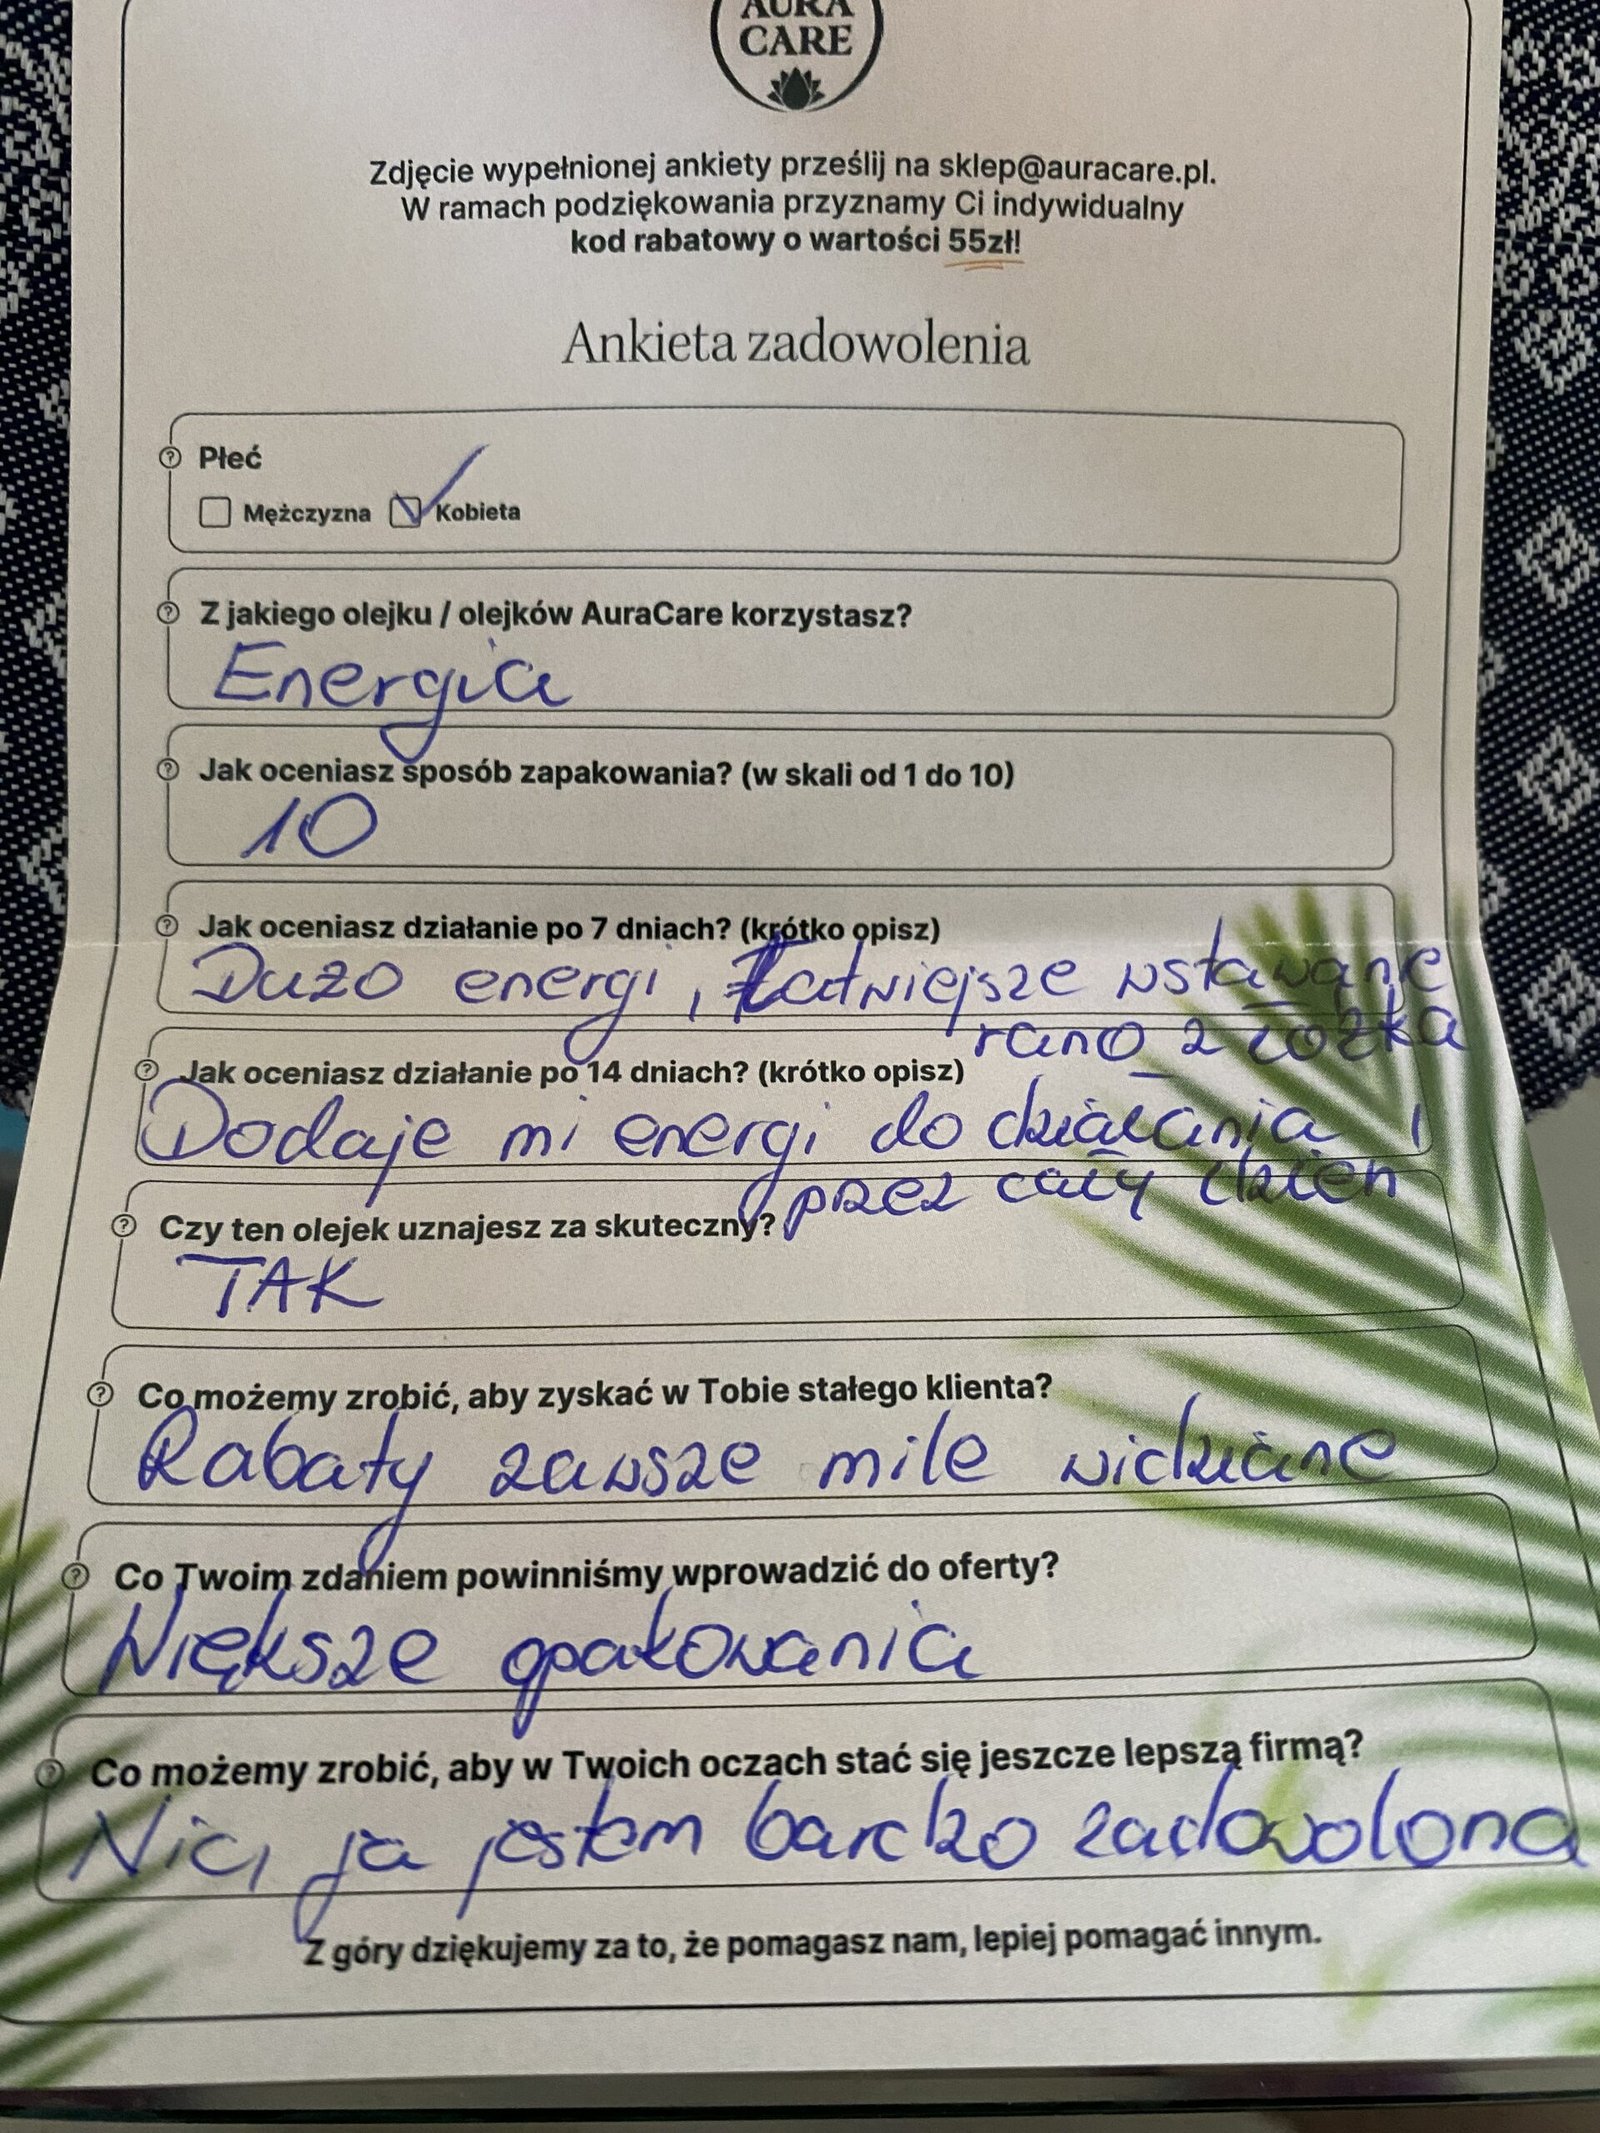 AURA
CARE
Zdjęcie wypełnionej ankiety prześlij na sklep@auracare.pl.
W ramach podziękowania przyznamy Ci indywidualny
kod rabatowy o wartości 55zł!
Ankieta zadowolenia
Płeć
Mężczyzna Kobieta
Z jakiego olejku / olejków AuraCare korzystasz?
Energia
Jak oceniasz sposób zapakowania? (w skali od 1 do 10)
10
Jak oceniasz działanie po 7 dniach? (krótko opisz)
Dużo energi, Łatwiejsze wstawanie
rano z łóżka
Jak oceniasz działanie po 14 dniach? (krótko opisz)
Dodaje mi energi do działania,
przez cały dzień
Czy ten olejek uznajesz za skuteczny?
TAK
Co możemy zrobić, aby zyskać w Tobie stałego klienta?
Rabaty zawsze mile widziane
Co Twoim zdaniem powinniśmy wprowadzić do oferty?
Większe opakowania
Co możemy zrobić, aby w Twoich oczach stać się jeszcze lepszą firmą?
Nic, ja jestem bardzo zadowolona
Z góry dziękujemy za to, że pomagasz nam, lepiej pomagać innym.